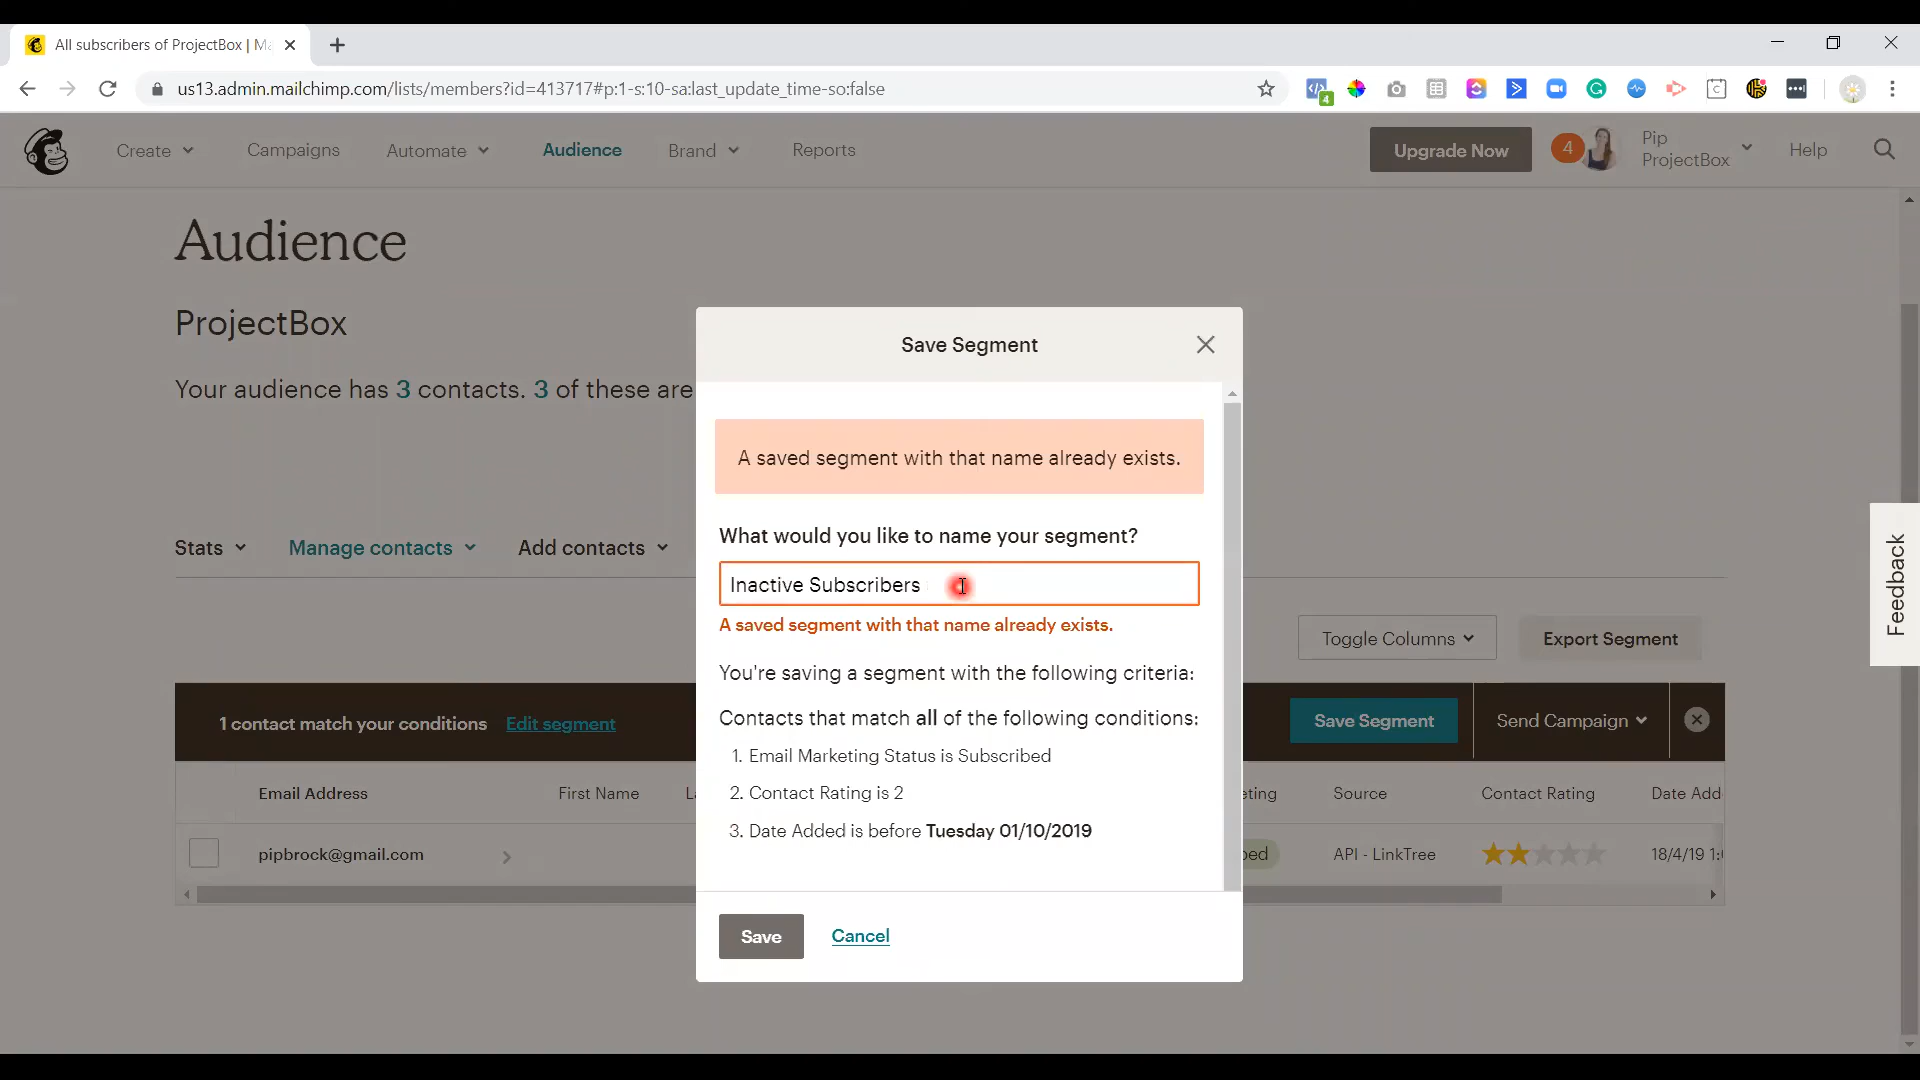 All subscribers of ProjectBox | Ma
us13.admin.mailchimp.com/lists/members?id=413717#p:1-s:10-sa:last_update_time-so:false
4
C
Create
Campaigns
Automate
Audience
Brand
Reports
Upgrade Now
4
Pip
ProjectBox
Help
Audience
ProjectBox
Your audience has 3 contacts. 3 of these are
Save Segment
A saved segment with that name already exists.
What would you like to name your segment?
Inactive Subscribers
A saved segment with that name already exists.
You're saving a segment with the following criteria:
Contacts that match all of the following conditions:
1. Email Marketing Status is Subscribed
2. Contact Rating is 2
3. Date Added is before Tuesday 01/10/2019
Save
Cancel
Stats
Manage contacts
Add contacts
Toggle Columns
Export Segment
Feedback
1 contact match your conditions
Edit segment
Save Segment
Send Campaign
Email Address
First Name
La
eting
Source
Contact Rating
Date Add
pipbrock@gmail.com
bed
API - LinkTree
18/4/19 1: